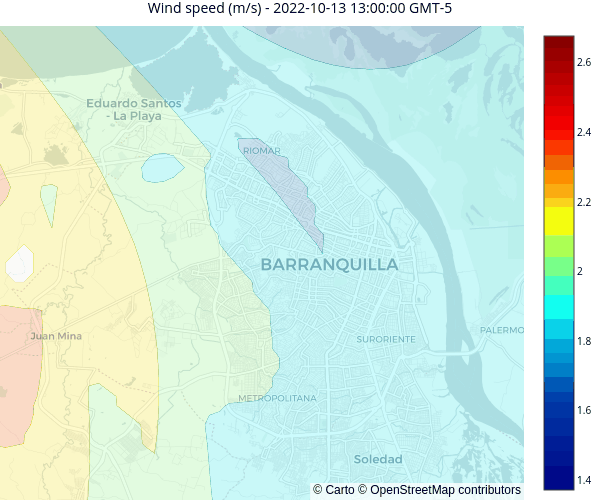 Wind speed (m/s) - 2022-10-13 13:00:00 GMT-5
Eduardo Santos
- La Playa
RIOMAR
BARRANQUILLA
Juan Mina
SURORIENTE
PALERMO
METROPOLITANA
Soledad
2.6
2.4
2.2
2
1.8
1.6
1.4
© Carto © OpenStreetMap contributors